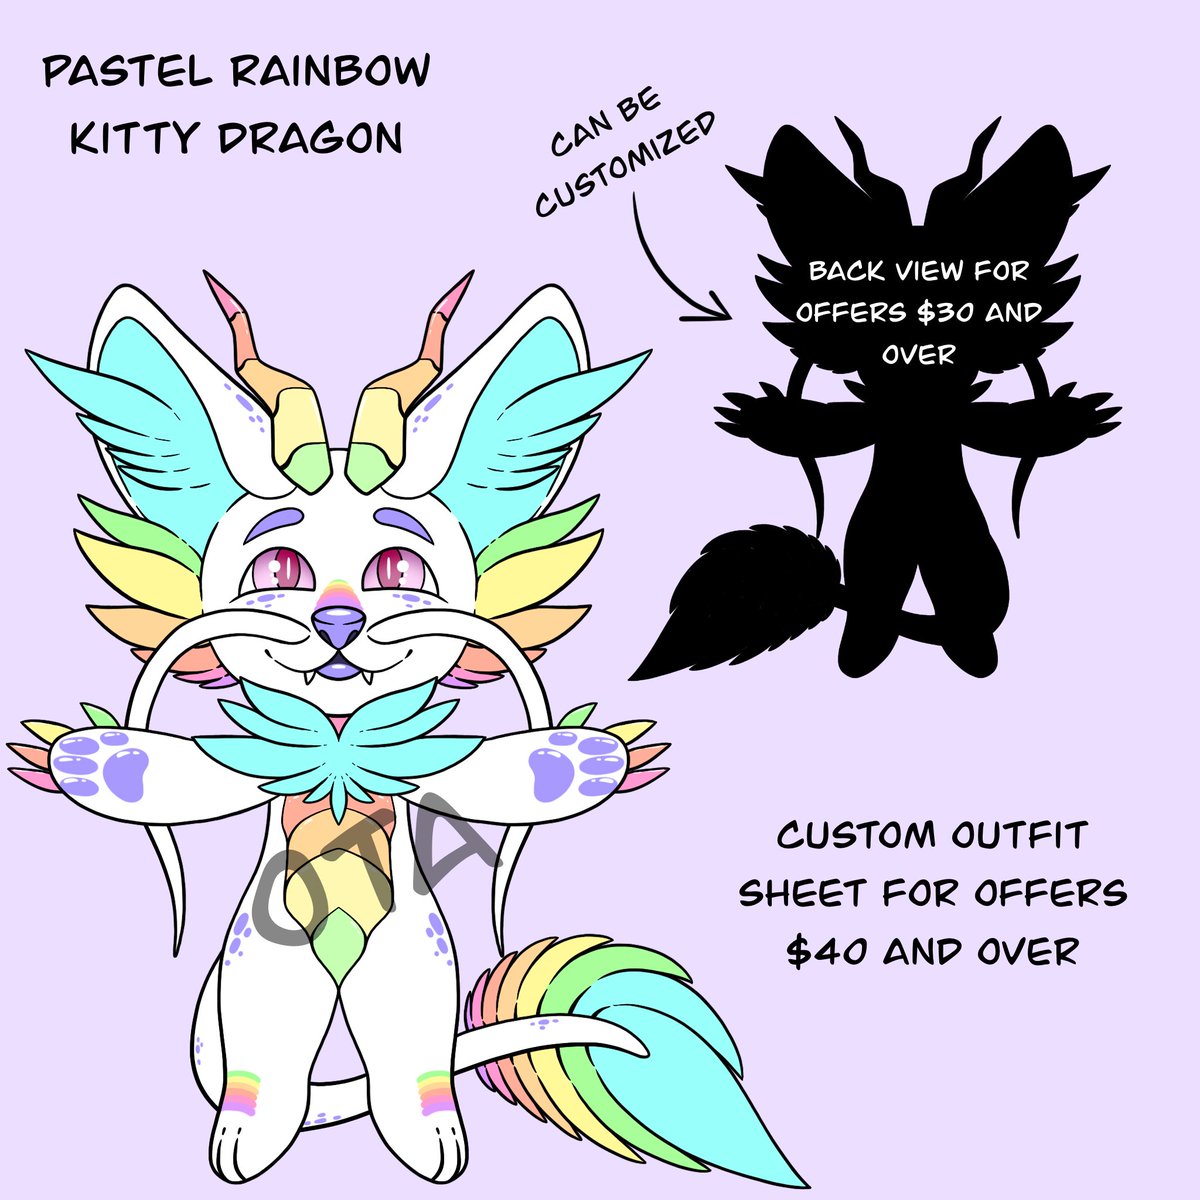 PASTEL RAINBOW
KITTY DRAGON
CAN BE
CUSTOMIZED
BACK VIEW FOR
OFFERS $30 AND
OVER
OTA
CUSTOM OUTFIT
SHEET FOR OFFERS
$40 AND OVER